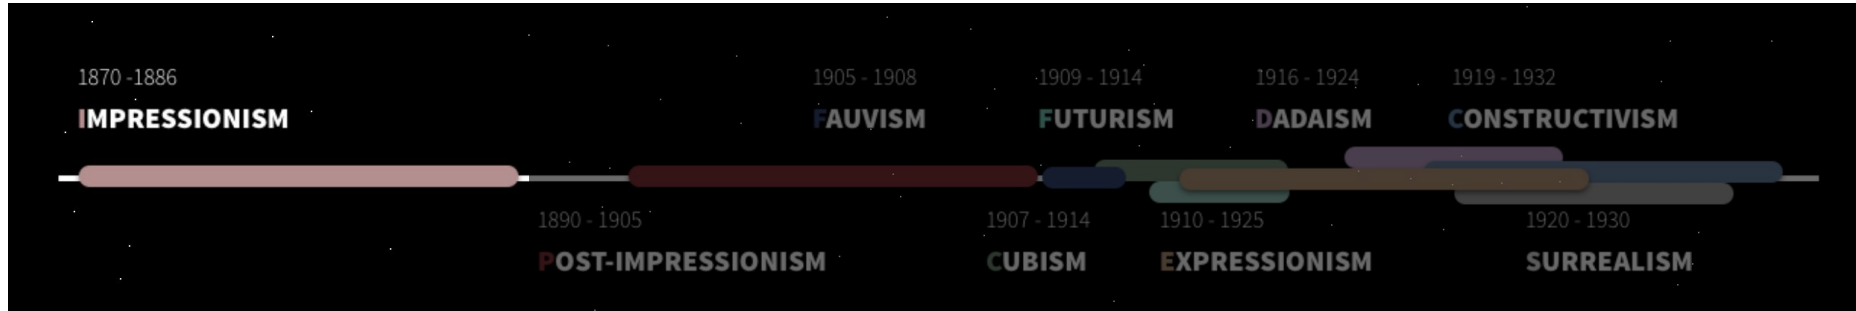 1870 -1886
IMPRESSIONISM
1905 - 1908
FAUVISM
1909 - 1914
FUTURISM
1916 - 1924
DADAISM
1919 - 1932
CONSTRUCTIVISM
1890 - 1905
POST-IMPRESSIONISM
1907 - 1914
CUBISM
1910 - 1925
EXPRESSIONISM
1920 - 1930
SURREALISM